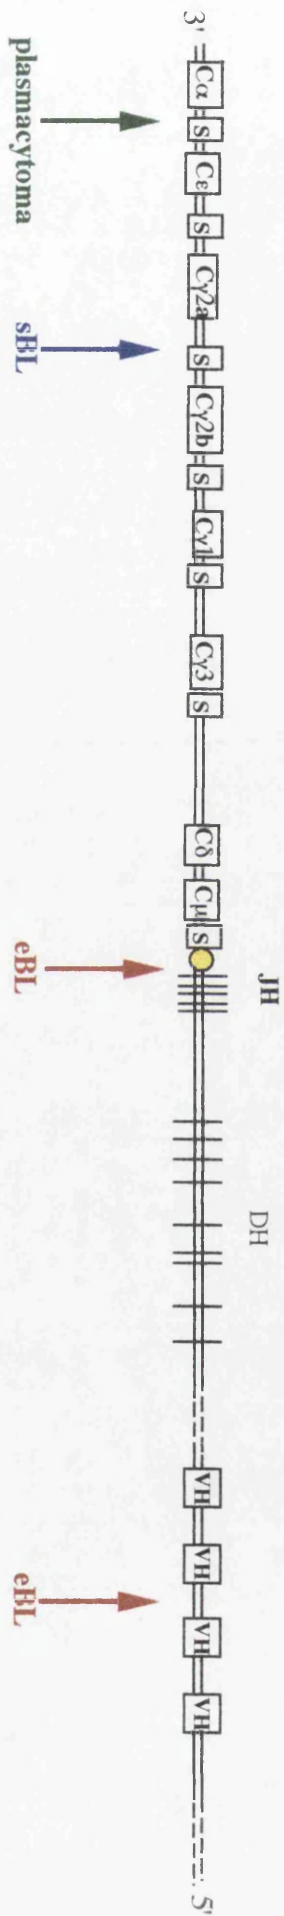 JH
DH
3' Cα S Cε S Cγ2a S Cγ2b S Cγ1 S Cγ3 S Cδ Cμ S VH VH VH VH 5'
plasmacytoma sBL eBL eBL